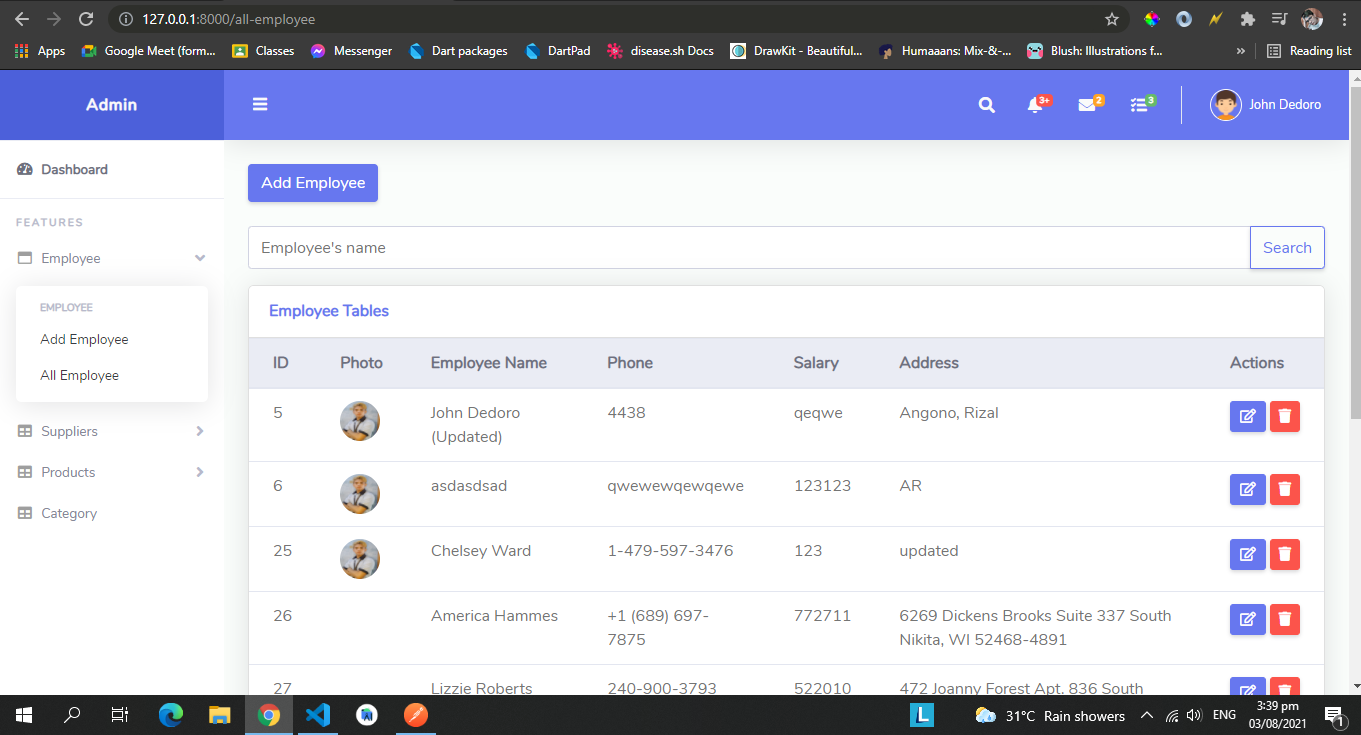 127.0.0.1:8000/all-employee
Apps Google Meet (form... Classes Messenger Dart packages DartPad disease.sh Docs DrawKit - Beautiful... Humaaans: Mix-&-... Blush: Illustrations f... » Reading list
Admin 3+ 2 3 John Dedoro
Dashboard
FEATURES
Employee
EMPLOYEE
Add Employee
All Employee
Suppliers
Products
Category
Add Employee
Employee's name Search
Employee Tables
ID Photo Employee Name Phone Salary Address Actions
5 John Dedoro (Updated) 4438 qeqwe Angono, Rizal
6 asdasdsad qwewewqewqewe 123123 AR
25 Chelsey Ward 1-479-597-3476 123 updated
26 America Hammes +1 (689) 697-7875 772711 6269 Dickens Brooks Suite 337 South Nikita, WI 52468-4891
27 Lizzie Roberts 240-900-3793 522010 472 Joanny Forest Apt. 836 South
L 31°C Rain showers ENG 3:39 pm
03/08/2021 1